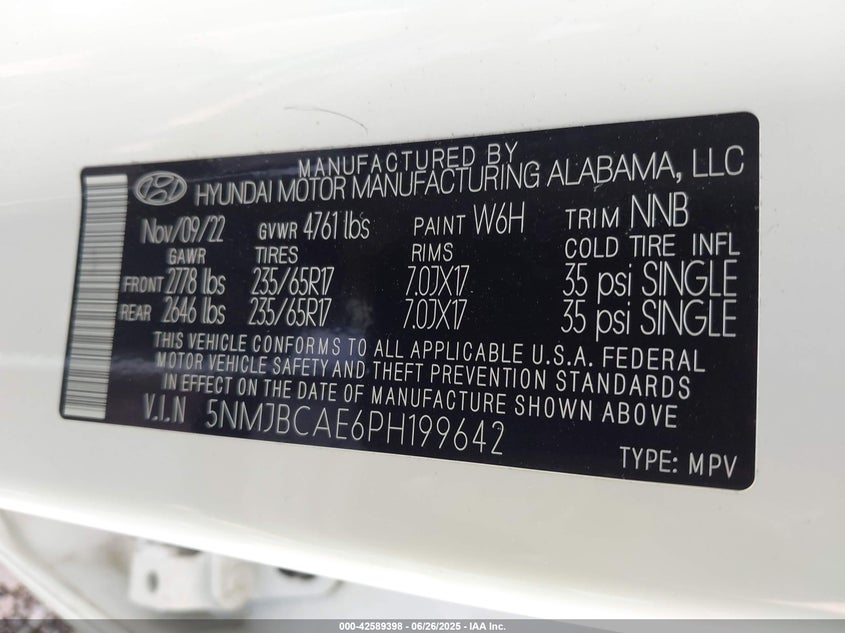 MANUFACTURED BY
HYUNDAI MOTOR MANUFACTURING ALABAMA, LLC
Nov/09/22 GVWR 4761 lbs PAINT W6H TRIM NNB
GAWR TIRES RIMS COLD TIRE INFL
FRONT 2778 lbs 235/65R17 7.0JX17 35 psi SINGLE
REAR 2646 lbs 235/65R17 7.0JX17 35 psi SINGLE
THIS VEHICLE CONFORMS TO ALL APPLICABLE U.S.A. FEDERAL
MOTOR VEHICLE SAFETY AND THEFT PREVENTION STANDARDS
IN EFFECT ON THE DATE OF MANUFACTURE SHOWN ABOVE
V.I.N 5NMJBCAE6PH199642
TYPE: MPV
000-42589398 - 06/26/2025 - IAA Inc.